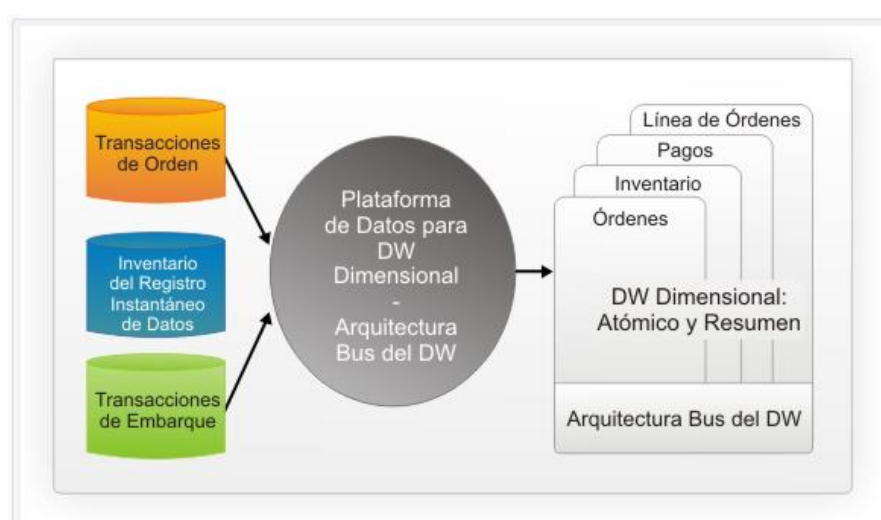 Transacciones
de Orden
Inventario
del Registro
Instantáneo
de Datos
Transacciones
de Embarque
Plataforma
de Datos para
DW
Dimensional
-
Arquitectura
Bus del DW
Línea de Órdenes
Pagos
Inventario
Órdenes
DW Dimensional:
Atómico y Resumen
Arquitectura Bus del DW